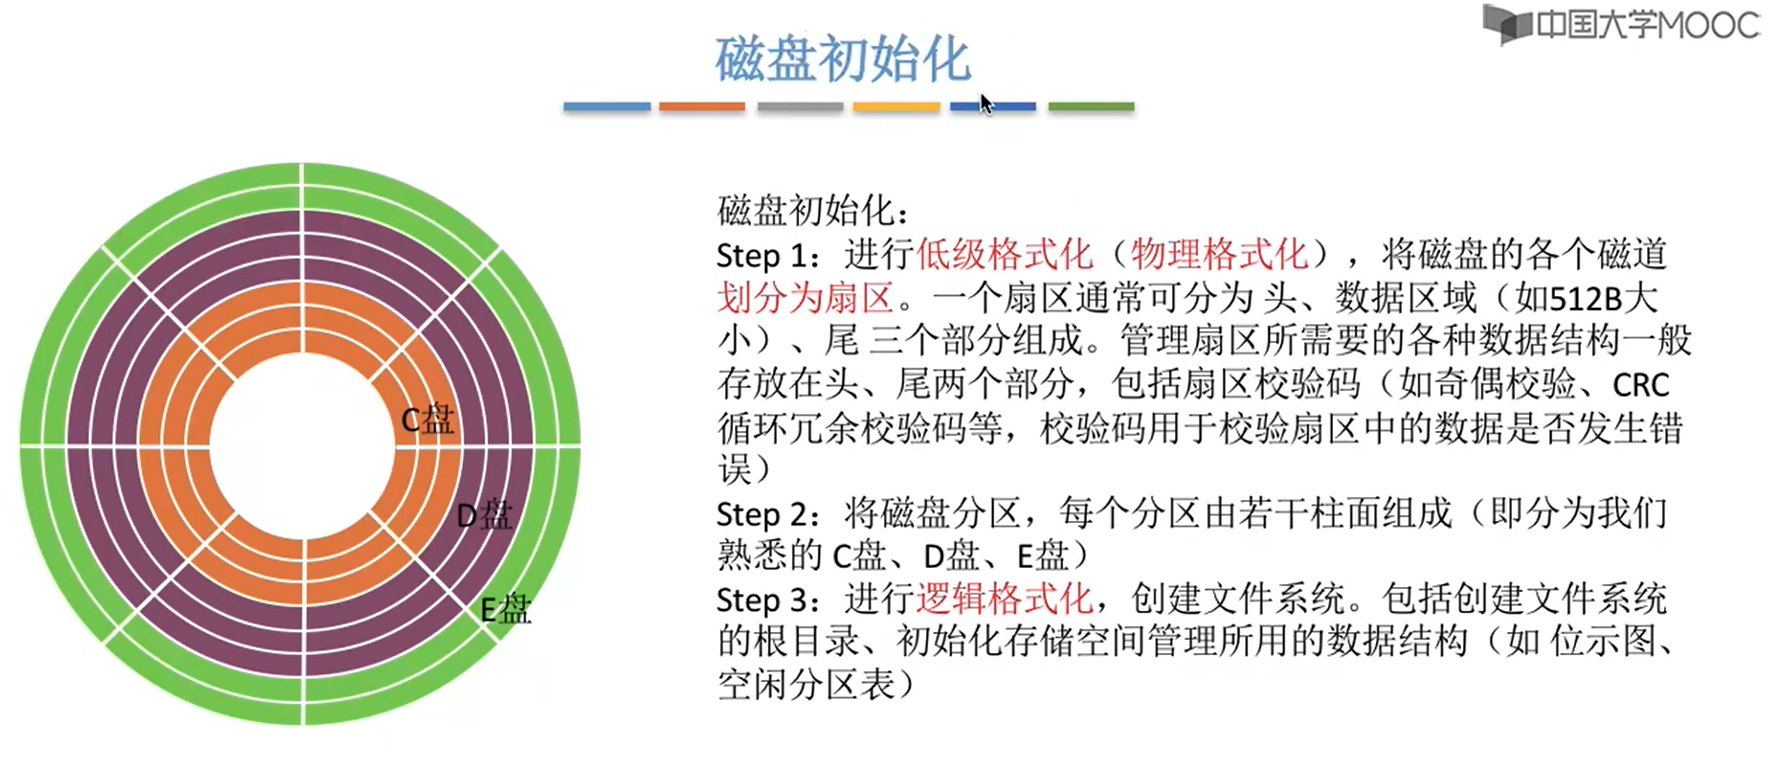 中国大学MOOC
磁盘初始化
磁盘初始化：
Step 1：进行低级格式化（物理格式化），将磁盘的各个磁道
划分为扇区。一个扇区通常可分为 头、数据区域（如512B大
小）、尾 三个部分组成。管理扇区所需要的各种数据结构一般
存放在头、尾两个部分，包括扇区校验码（如奇偶校验、CRC
循环冗余校验码等，校验码用于校验扇区中的数据是否发生错
误）
Step 2：将磁盘分区，每个分区由若干柱面组成（即分为我们
熟悉的 C盘、D盘、E盘）
Step 3：进行逻辑格式化，创建文件系统。包括创建文件系统
的根目录、初始化存储空间管理所用的数据结构（如 位示图、
空闲分区表）
C盘
D盘
E盘